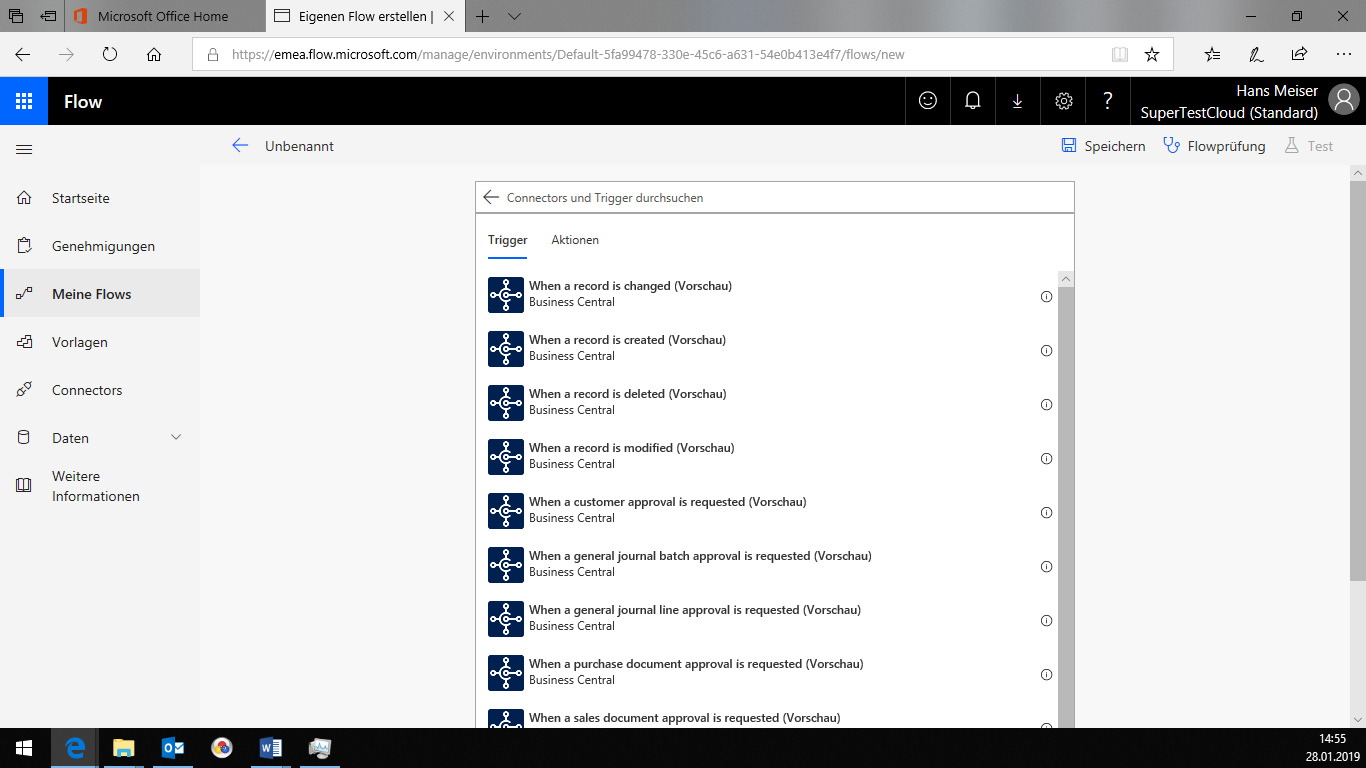 Microsoft Office Home
Eigenen Flow erstellen |
https://emea.flow.microsoft.com/manage/environments/Default-5fa99478-330e-45c6-a631-54e0b413e4f7/flows/new
Flow
Hans Meiser
SuperTestCloud (Standard)
Unbenannt
Speichern
Flowprüfung
Test
Startseite
Genehmigungen
Meine Flows
Vorlagen
Connectors
Daten
Weitere
Informationen
Connectors und Trigger durchsuchen
Trigger
Aktionen
When a record is changed (Vorschau)
Business Central
When a record is created (Vorschau)
Business Central
When a record is deleted (Vorschau)
Business Central
When a record is modified (Vorschau)
Business Central
When a customer approval is requested (Vorschau)
Business Central
When a general journal batch approval is requested (Vorschau)
Business Central
When a general journal line approval is requested (Vorschau)
Business Central
When a purchase document approval is requested (Vorschau)
Business Central
When a sales document approval is requested (Vorschau)
14:55
28.01.2019